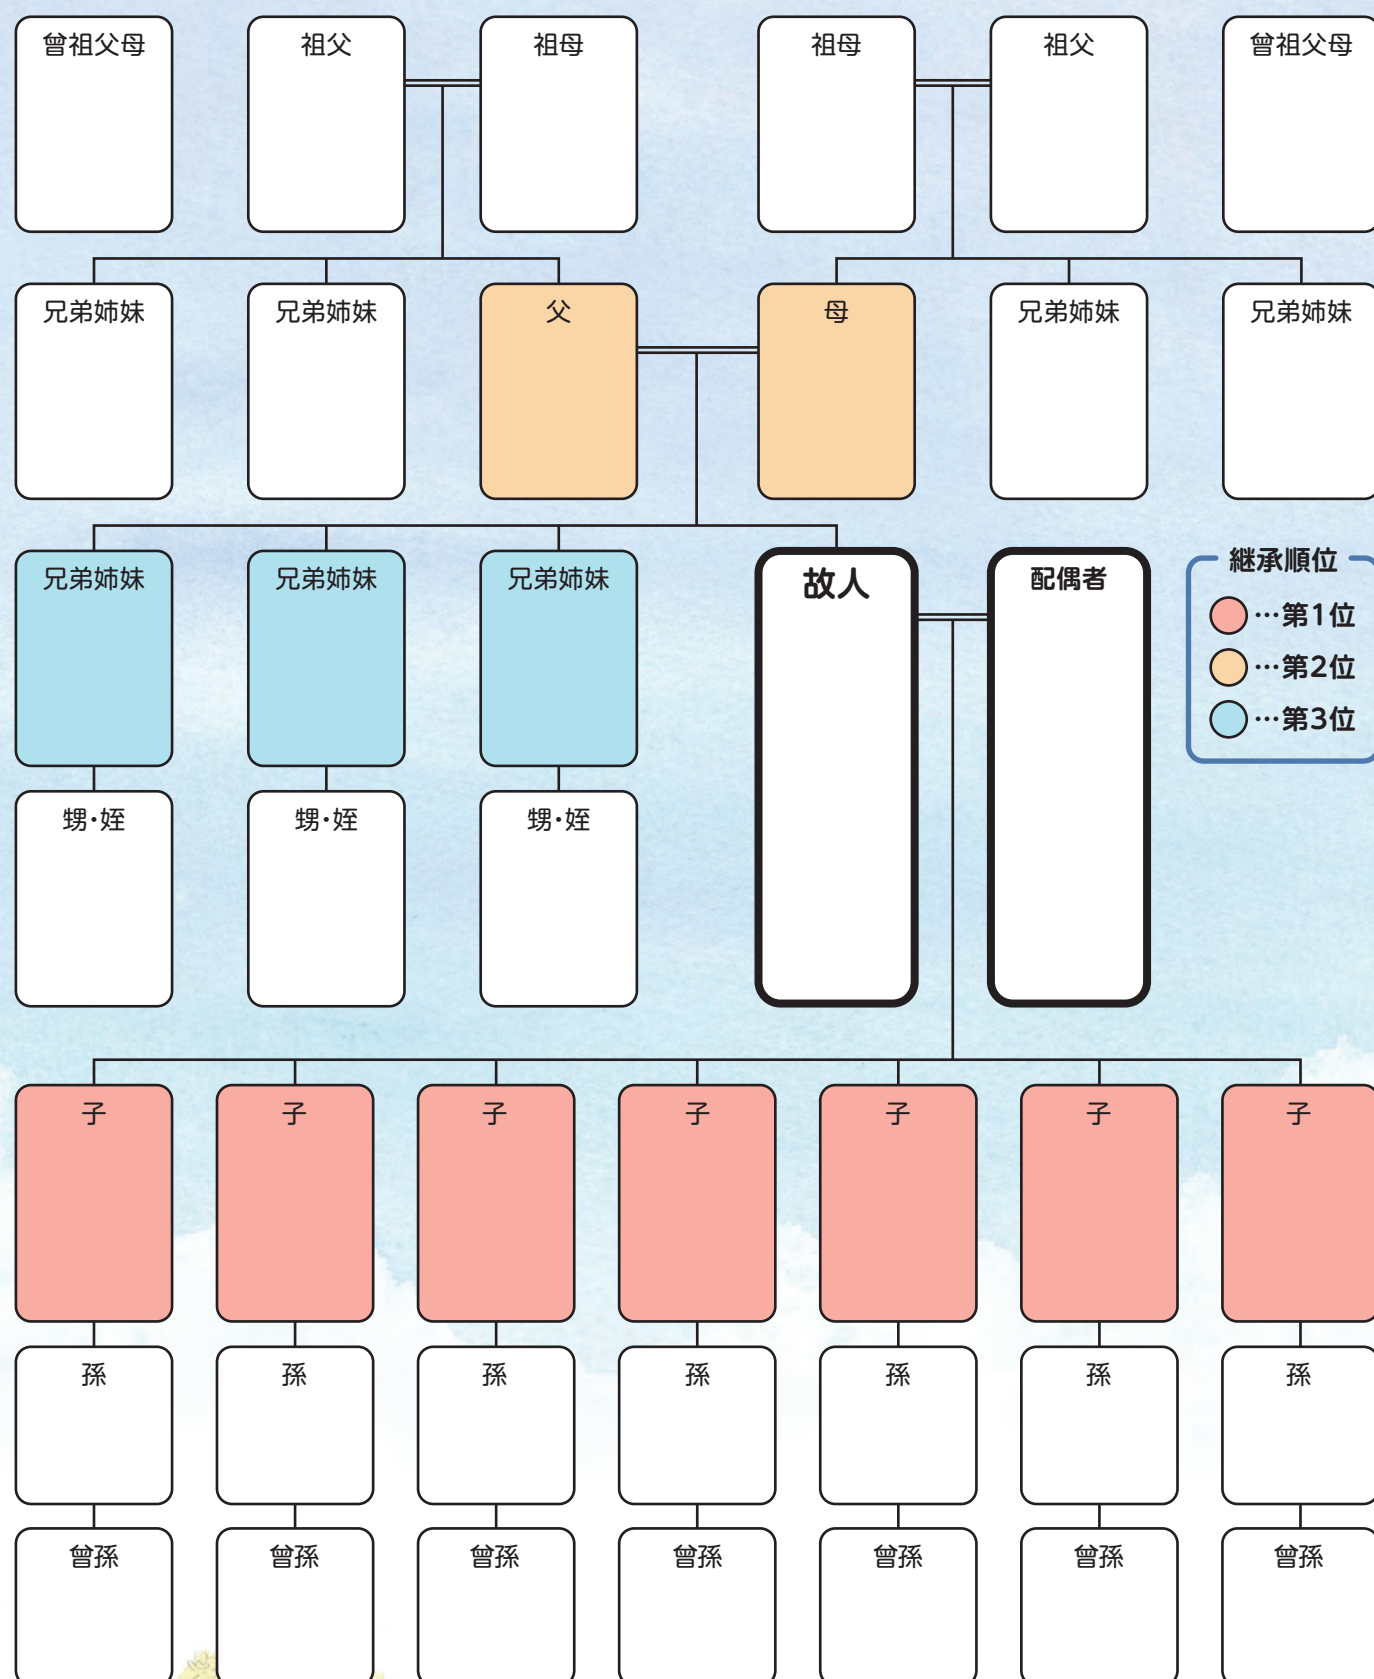 曾祖父母
祖父
祖母
祖母
祖父
曾祖父母
兄弟姉妹
兄弟姉妹
父
母
兄弟姉妹
兄弟姉妹
兄弟姉妹
兄弟姉妹
兄弟姉妹
故人
配偶者
継承順位
…第1位
…第2位
…第3位
甥・姪
甥・姪
甥・姪
子
子
子
子
子
子
子
孫
孫
孫
孫
孫
孫
孫
曾孫
曾孫
曾孫
曾孫
曾孫
曾孫
曾孫